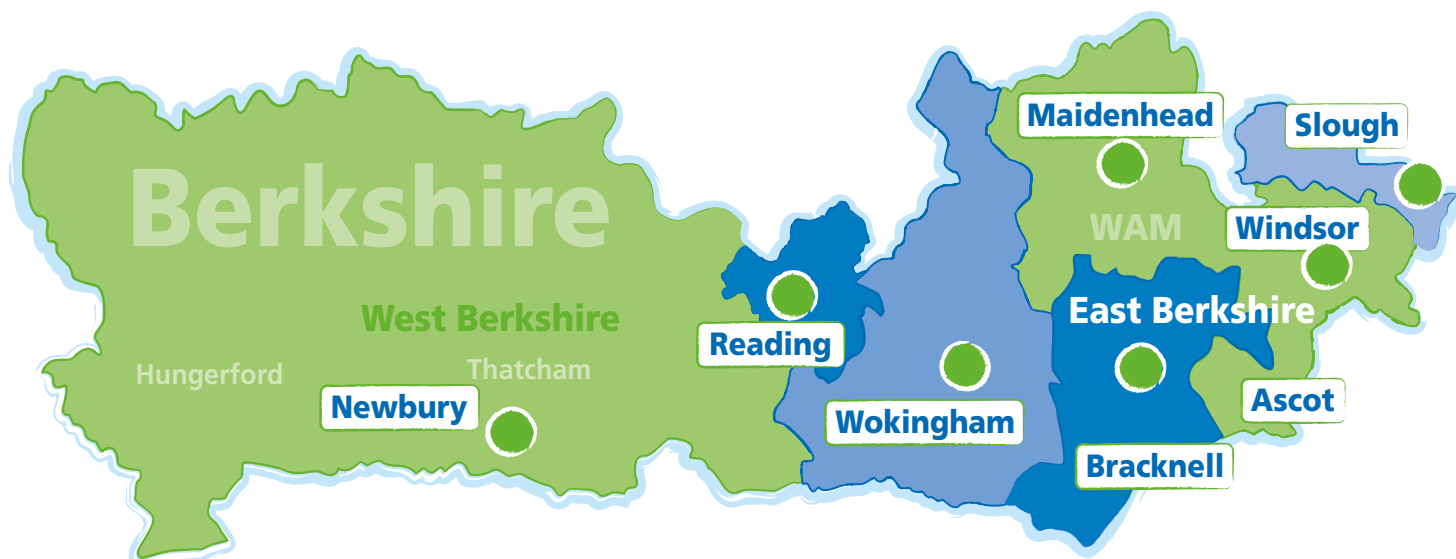 Maidenhead
Slough
Berkshire
WAM
Windsor
West Berkshire
East Berkshire
Reading
Hungerford
Thatcham
Newbury
Wokingham
Ascot
Bracknell